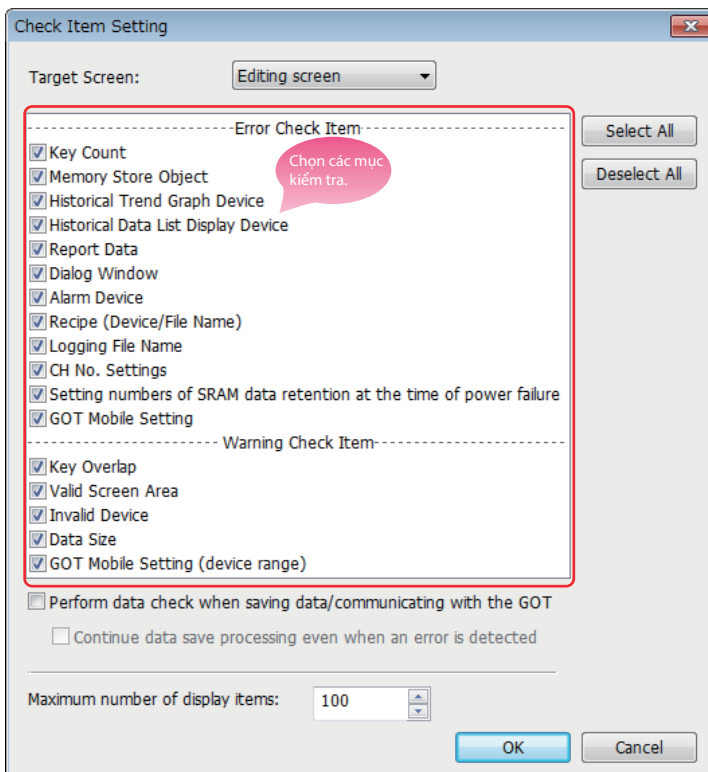 Check Item Setting
Target Screen:
Editing screen
Error Check Item
Select All
Key Count
Chọn các mục
kiểm tra.
Memory Store Object
Deselect All
Historical Trend Graph Device
Historical Data List Display Device
Report Data
Dialog Window
Alarm Device
Recipe (Device/File Name)
Logging File Name
CH No. Settings
Setting numbers of SRAM data retention at the time of power failure
GOT Mobile Setting
Warning Check Item
Key Overlap
Valid Screen Area
Invalid Device
Data Size
GOT Mobile Setting (device range)
Perform data check when saving data/communicating with the GOT
Continue data save processing even when an error is detected
Maximum number of display items:
100
OK
Cancel